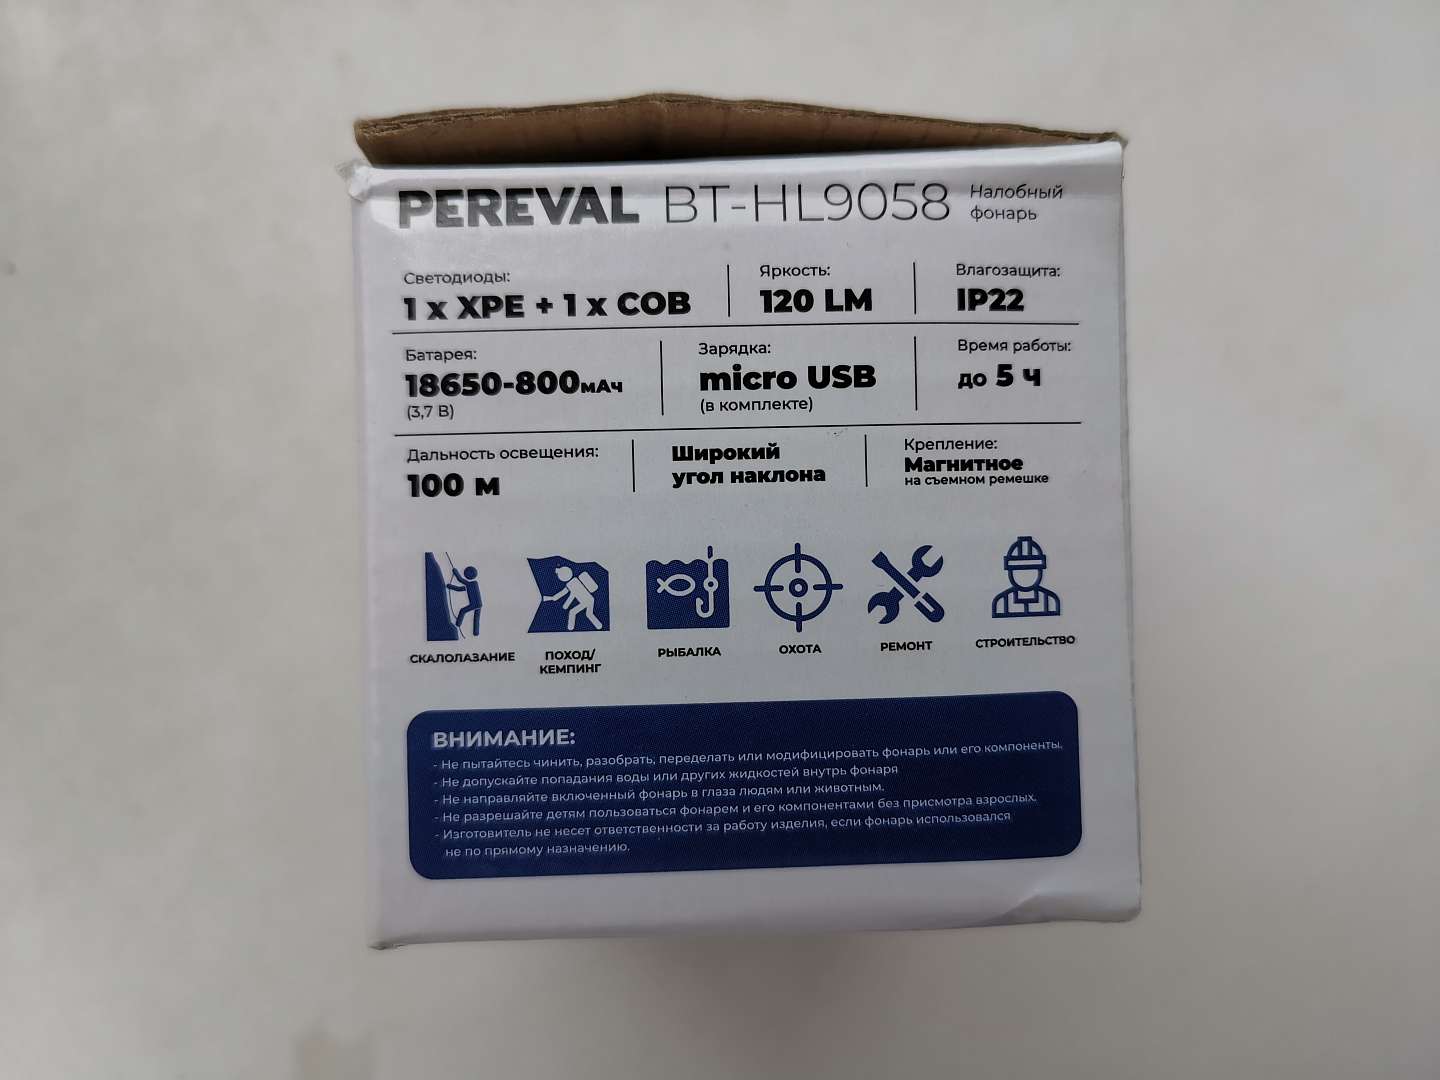 PEREVAL BT-HL9058 Налобный
фонарь
Светодиоды:
1 x XPE + 1 x COB
Яркость:
120 LM
Влагозащита:
IP22
Батарея:
18650-800мАч
(3,7 В)
Зарядка:
micro USB
(в комплекте)
Время работы:
до 5 ч
Дальность освещения:
100 м
Широкий
угол наклона
Крепление:
Магнитное
на съемном ремешке
СКАЛОЛАЗАНИЕ
ПОХОД/
КЕМПИНГ
РЫБАЛКА
ОХОТА
РЕМОНТ
СТРОИТЕЛЬСТВО
ВНИМАНИЕ:
- Не пытайтесь чинить, разобрать, переделать или модифицировать фонарь или его компоненты.
- Не допускайте попадания воды или других жидкостей внутрь фонаря
- Не направляйте включенный фонарь в глаза людям или животным.
- Не разрешайте детям пользоваться фонарем и его компонентами без присмотра взрослых.
- Изготовитель не несет ответственности за работу изделия, если фонарь использовался
не по прямому назначению.